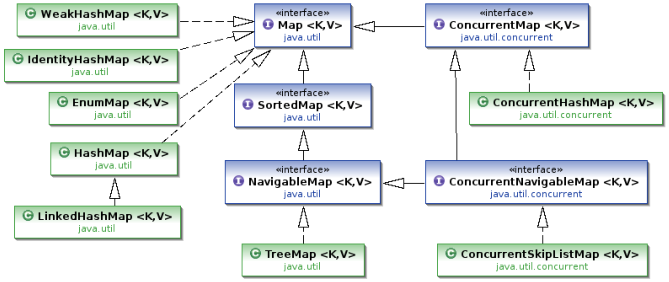 WeakHashMap <K,V>
java.util
IdentityHashMap <K,V>
java.util
EnumMap <K,V>
java.util
HashMap <K,V>
java.util
LinkedHashMap <K,V>
java.util
«interface»
Map <K,V>
java.util
«interface»
SortedMap <K,V>
java.util
«interface»
NavigableMap <K,V>
java.util
TreeMap <K,V>
java.util
«interface»
ConcurrentMap <K,V>
java.util.concurrent
ConcurrentHashMap <K,V>
java.util.concurrent
«interface»
ConcurrentNavigableMap <K,V>
java.util.concurrent
ConcurrentSkipListMap <K,V>
java.util.concurrent